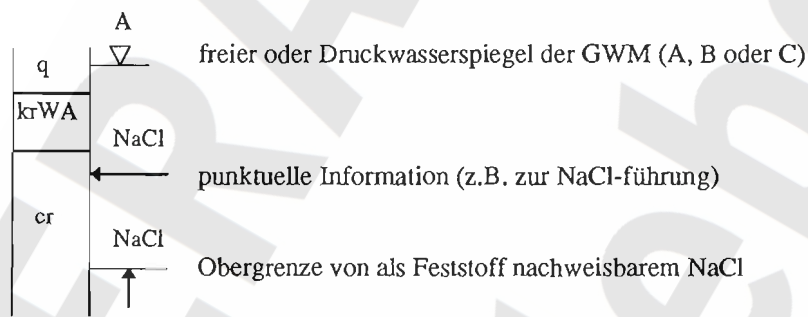 A
freier oder Druckwasserspiegel der GWM (A, B oder C)
q
krWA
NaCl
punktuelle Information (z.B. zur NaCl-führung)
cr
NaCl
Obergrenze von als Feststoff nachweisbarem NaCl